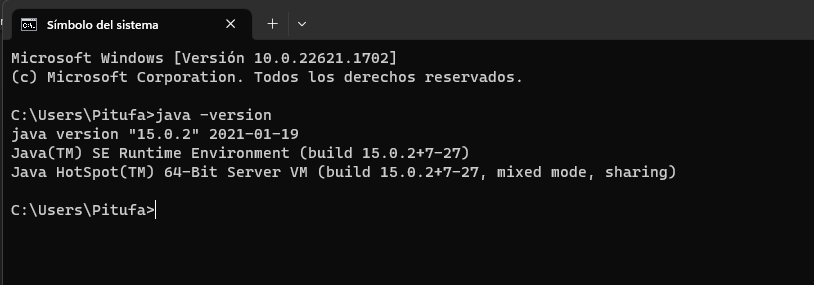 Símbolo del sistema
Microsoft Windows [Versión 10.0.22621.1702]
(c) Microsoft Corporation. Todos los derechos reservados.
C:\Users\Pitufa>java -version
java version "15.0.2" 2021-01-19
Java(TM) SE Runtime Environment (build 15.0.2+7-27)
Java HotSpot(TM) 64-Bit Server VM (build 15.0.2+7-27, mixed mode, sharing)
C:\Users\Pitufa>